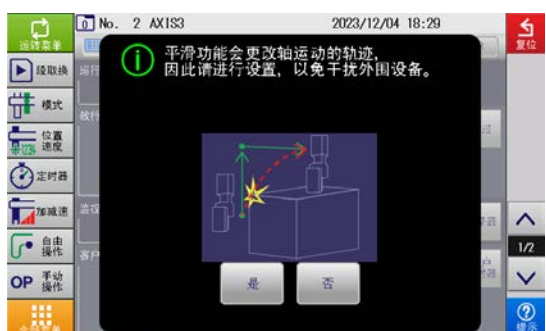 运转菜单
No. 2 AXIS3
2023/12/04 18:29
复位
平滑功能会更改轴运动的轨迹,
因此请进行设置, 以免干扰外围设备。
段取换
模式
位置
速度
定时器
加减速
自由
操作
OP 手动
操作
1/2
是
否
提示